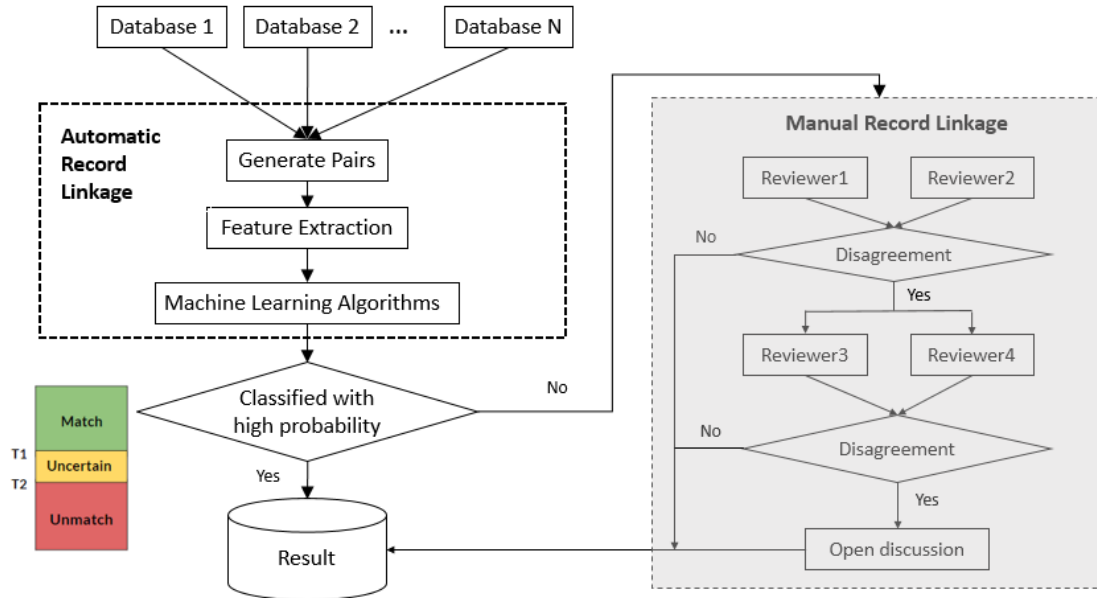 Database 1
Database 2
...
Database N
Automatic
Record
Linkage
Generate Pairs
Feature Extraction
Machine Learning Algorithms
Classified with
high probability
No
Yes
Result
Match
T1
Uncertain
T2
Unmatch
Manual Record Linkage
Reviewer1
Reviewer2
Disagreement
No
Yes
Reviewer3
Reviewer4
Disagreement
No
Yes
Open discussion